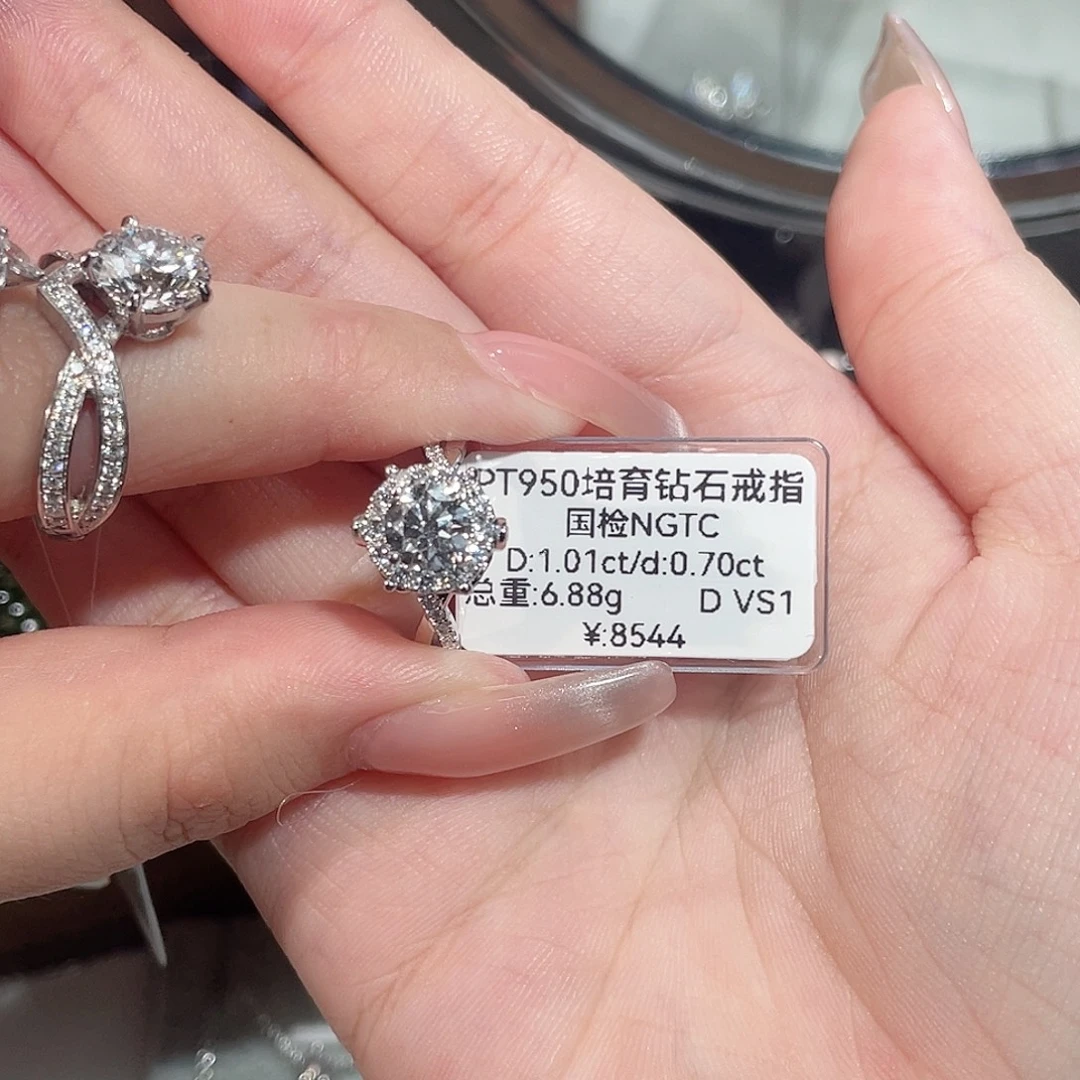 PT950培育钻石戒指
国检NGTC
D:1.01ct/d:0.70ct
总重:6.88g D VS1
¥:8544